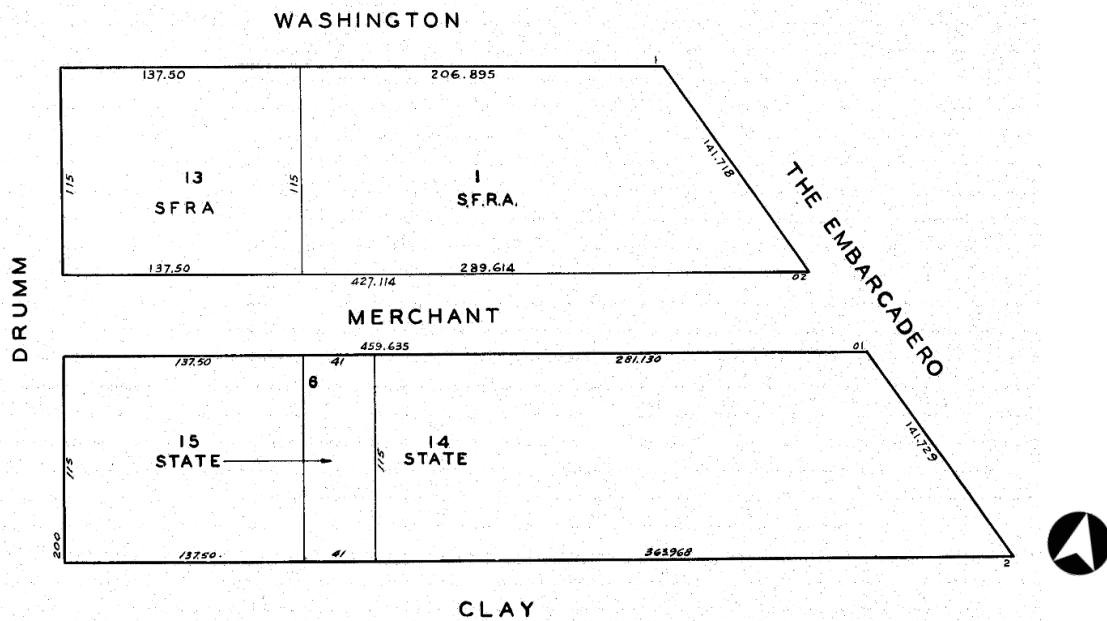 WASHINGTON
137.50 206.895 1
115 115 141.718
13 1
SFRA S.F.R.A.
THE EMBARCADERO
DRUMM
137.50 289.614 02
427.114
MERCHANT
459.635 01
137.50 41 281.130
6
15 14
STATE STATE
115 115 141.729
200
137.50 41 363.968 2
CLAY